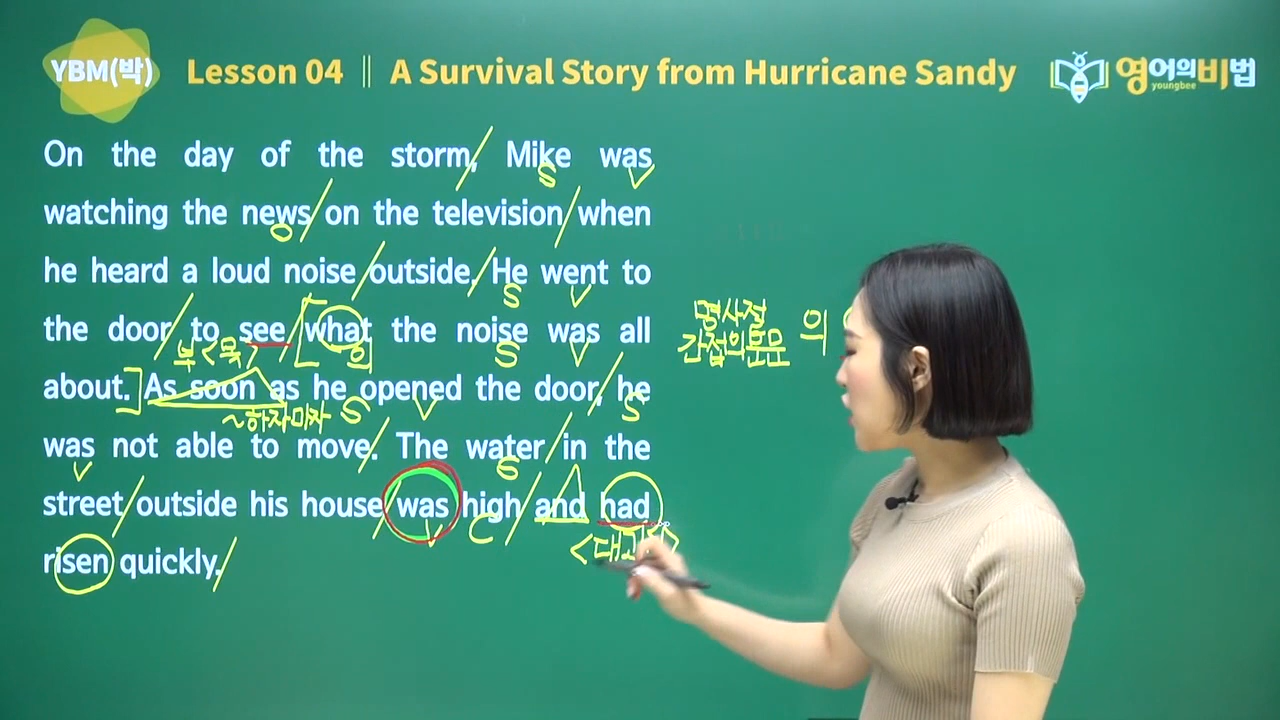 YBM(박) Lesson 04 || A Survival Story from Hurricane Sandy 영어의비법
youngbee
On the day of the storm, Mike was
S V
watching the news on the television when
O
he heard a loud noise outside. He went to
S V
명사절
the door to see what the noise was all
간접의문문 의
부<목> 의 S V
about. As soon as he opened the door, he
~하자마자 S V S
was not able to move. The water in the
V S
street outside his house was high and had
V C
risen quickly.